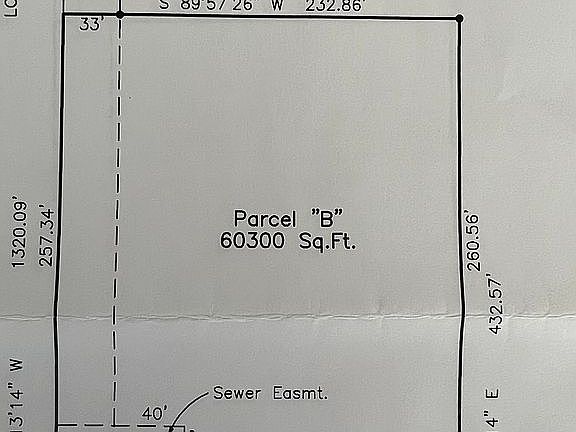 S 89°57'26" W 232.86'
LO
33'
1320.09'
257.34'
Parcel "B"
60300 Sq.Ft.
260.56'
432.57'
3'14" W
Sewer Easmt.
40'
4" E